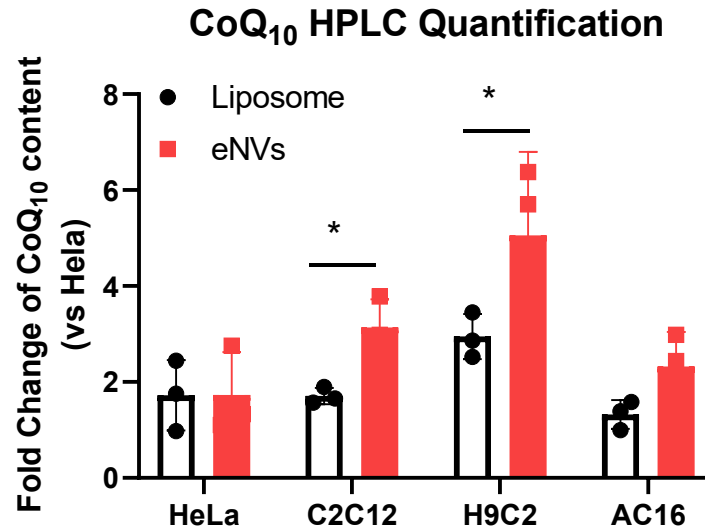 CoQ₁₀ HPLC Quantification
Fold Change of CoQ₁₀ content
(vs Hela)
8
6
4
2
0
Liposome
eNVs
*
*
HeLa C2C12 H9C2 AC16